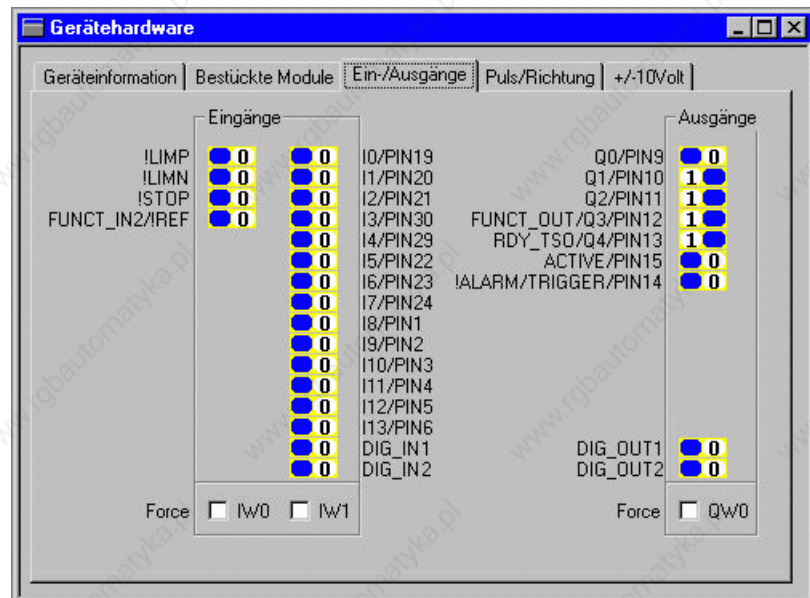 Gerätehardware
Geräteinformation Bestückte Module Ein-/Ausgänge Puls/Richtung +/-10Volt
Eingänge Ausgänge
!LIMP 0 0 I0/PIN19 Q0/PIN9 0
!LIMN 0 0 I1/PIN20 Q1/PIN10 1
!STOP 0 0 I2/PIN21 Q2/PIN11 1
FUNCT_IN2/!REF 0 0 I3/PIN30 FUNCT_OUT/Q3/PIN12 1
0 I4/PIN29 RDY_TSO/Q4/PIN13 1
0 I5/PIN22 ACTIVE/PIN15 0
0 I6/PIN23 !ALARM/TRIGGER/PIN14 0
0 I7/PIN24
0 I8/PIN1
0 I9/PIN2
0 I10/PIN3
0 I11/PIN4
0 I12/PIN5
0 I13/PIN6
0 DIG_IN1 DIG_OUT1 0
0 DIG_IN2 DIG_OUT2 0
Force IW0 IW1 Force QW0
www.rgbautomatyka.pl